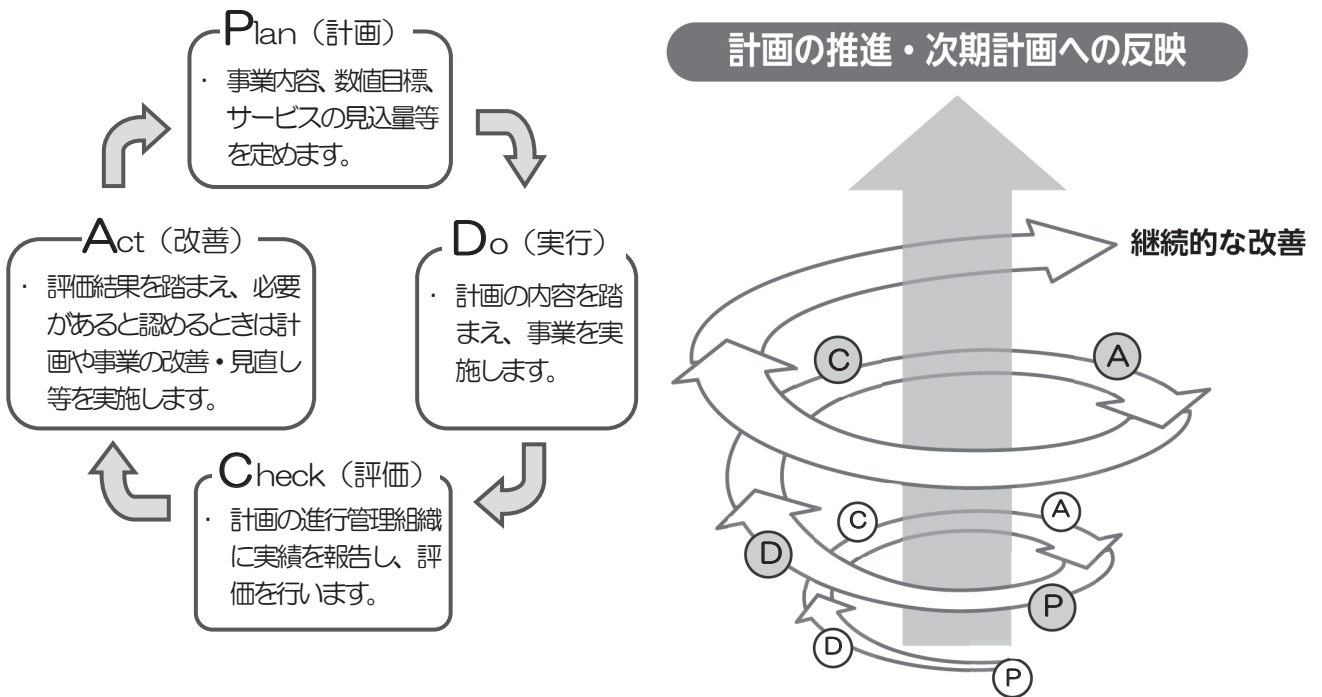 Plan（計画）
・ 事業内容、数値目標、
サービスの見込量等
を定めます。
Act（改善）
・ 評価結果を踏まえ、必要
があると認めるときは計
画や事業の改善・見直し
等を実施します。
Do（実行）
・ 計画の内容を踏
まえ、事業を実
施します。
Check（評価）
・ 計画の進行管理組織
に実績を報告し、評
価を行います。
計画の推進・次期計画への反映
継続的な改善
C
A
C
A
D
P
D
P